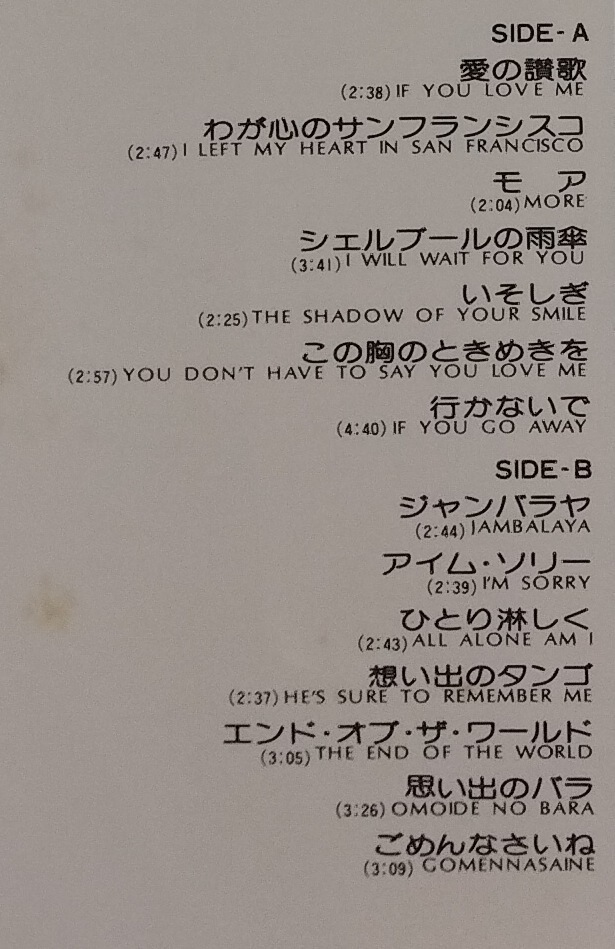 SIDE-A
愛の讃歌
(2:38) IF YOU LOVE ME
わが心のサンフランシスコ
(2:47) I LEFT MY HEART IN SAN FRANCISCO
モア
(2:04) MORE
シェルブールの雨傘
(3:41) I WILL WAIT FOR YOU
いそしぎ
(2:25) THE SHADOW OF YOUR SMILE
この胸のときめきを
(2:57) YOU DON'T HAVE TO SAY YOU LOVE ME
行かないで
(4:40) IF YOU GO AWAY
SIDE-B
ジャンバラヤ
(2:44) JAMBALAYA
アイム・ソリー
(2:39) I'M SORRY
ひとり淋しく
(2:43) ALL ALONE AM I
想い出のタンゴ
(2:37) HE'S SURE TO REMEMBER ME
エンド・オブ・ザ・ワールド
(3:05) THE END OF THE WORLD
思い出のバラ
(3:26) OMOIDE NO BARA
ごめんなさいね
(3:09) GOMENNASAINE